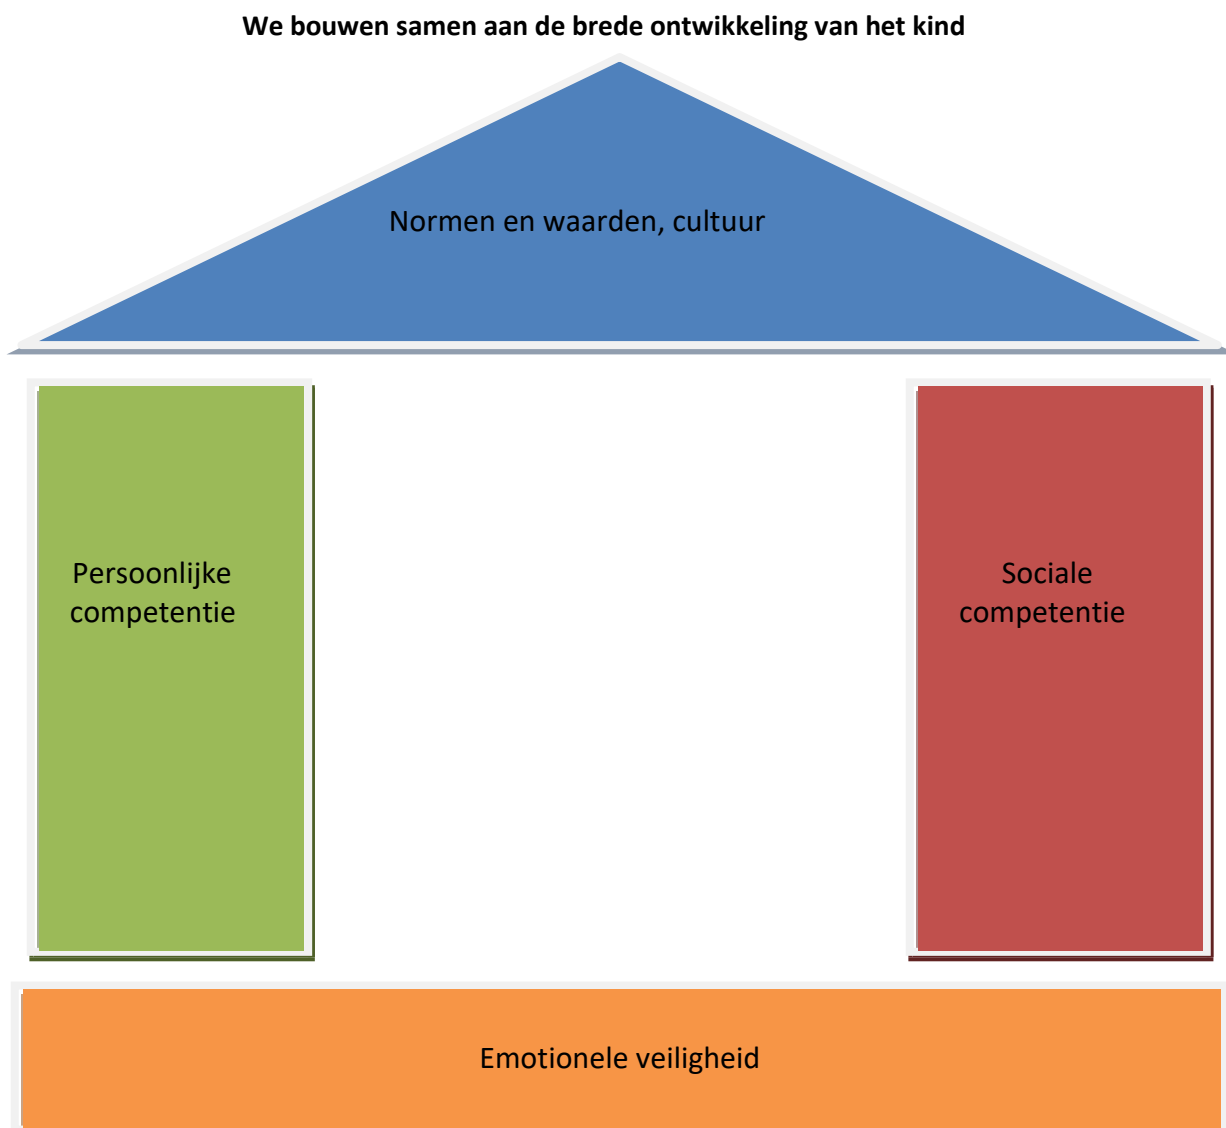 We bouwen samen aan de brede ontwikkeling van het kind
Normen en waarden, cultuur
Persoonlijke
competentie
Sociale
competentie
Emotionele veiligheid